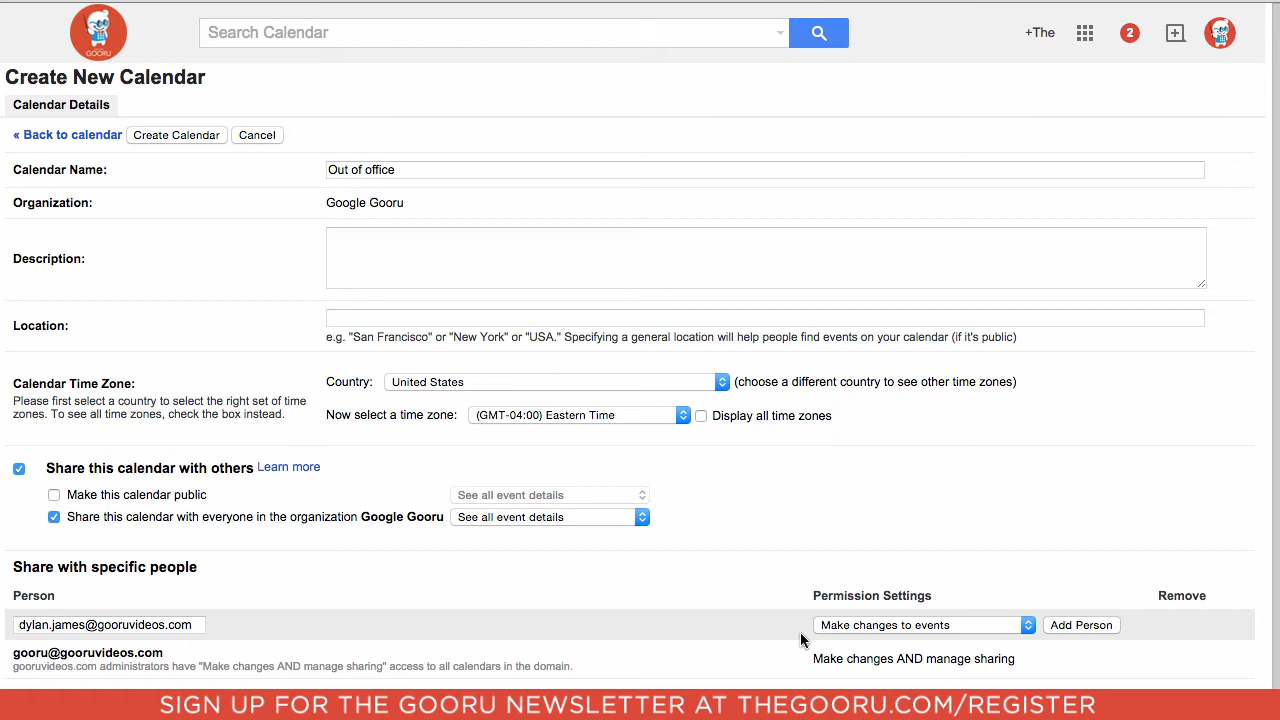 GOORU
Search Calendar
+The
2
Create New Calendar
Calendar Details
« Back to calendar
Create Calendar
Cancel
Calendar Name:
Out of office
Organization:
Google Gooru
Description:
Location:
e.g. "San Francisco" or "New York" or "USA." Specifying a general location will help people find events on your calendar (if it's public)
Calendar Time Zone:
Please first select a country to select the right set of time
zones. To see all time zones, check the box instead.
Country:
United States
(choose a different country to see other time zones)
Now select a time zone:
(GMT-04:00) Eastern Time
Display all time zones
Share this calendar with others Learn more
Make this calendar public
See all event details
Share this calendar with everyone in the organization Google Gooru
See all event details
Share with specific people
Person
Permission Settings
Remove
dylan.james@gooruvideos.com
Make changes to events
Add Person
gooru@gooruvideos.com
gooruvideos.com administrators have "Make changes AND manage sharing" access to all calendars in the domain.
Make changes AND manage sharing
SIGN UP FOR THE GOORU NEWSLETTER AT THEGOORU.COM/REGISTER